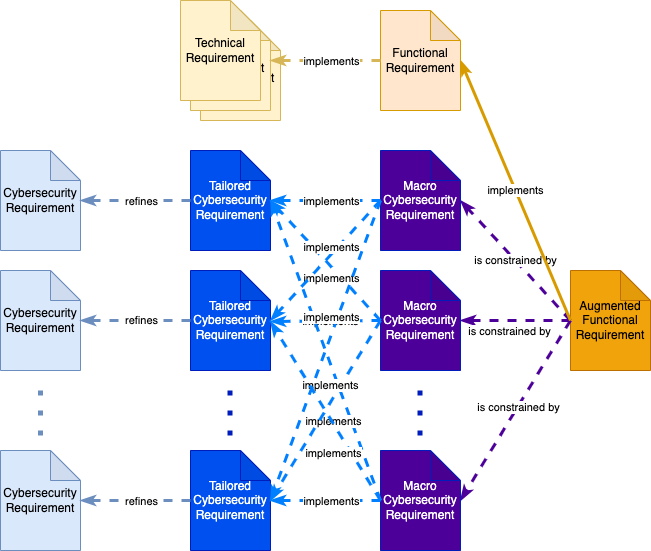 Technical
Requirement
t
t
implements
Functional
Requirement
implements
Cybersecurity
Requirement
refines
Tailored
Cybersecurity
Requirement
implements
Macro
Cybersecurity
Requirement
implements
is constrained by
implements
Cybersecurity
Requirement
refines
Tailored
Cybersecurity
Requirement
implements
implements
Macro
Cybersecurity
Requirement
is constrained by
Augmented
Functional
Requirement
implements
is constrained by
implements
implements
Cybersecurity
Requirement
refines
Tailored
Cybersecurity
Requirement
implements
Macro
Cybersecurity
Requirement